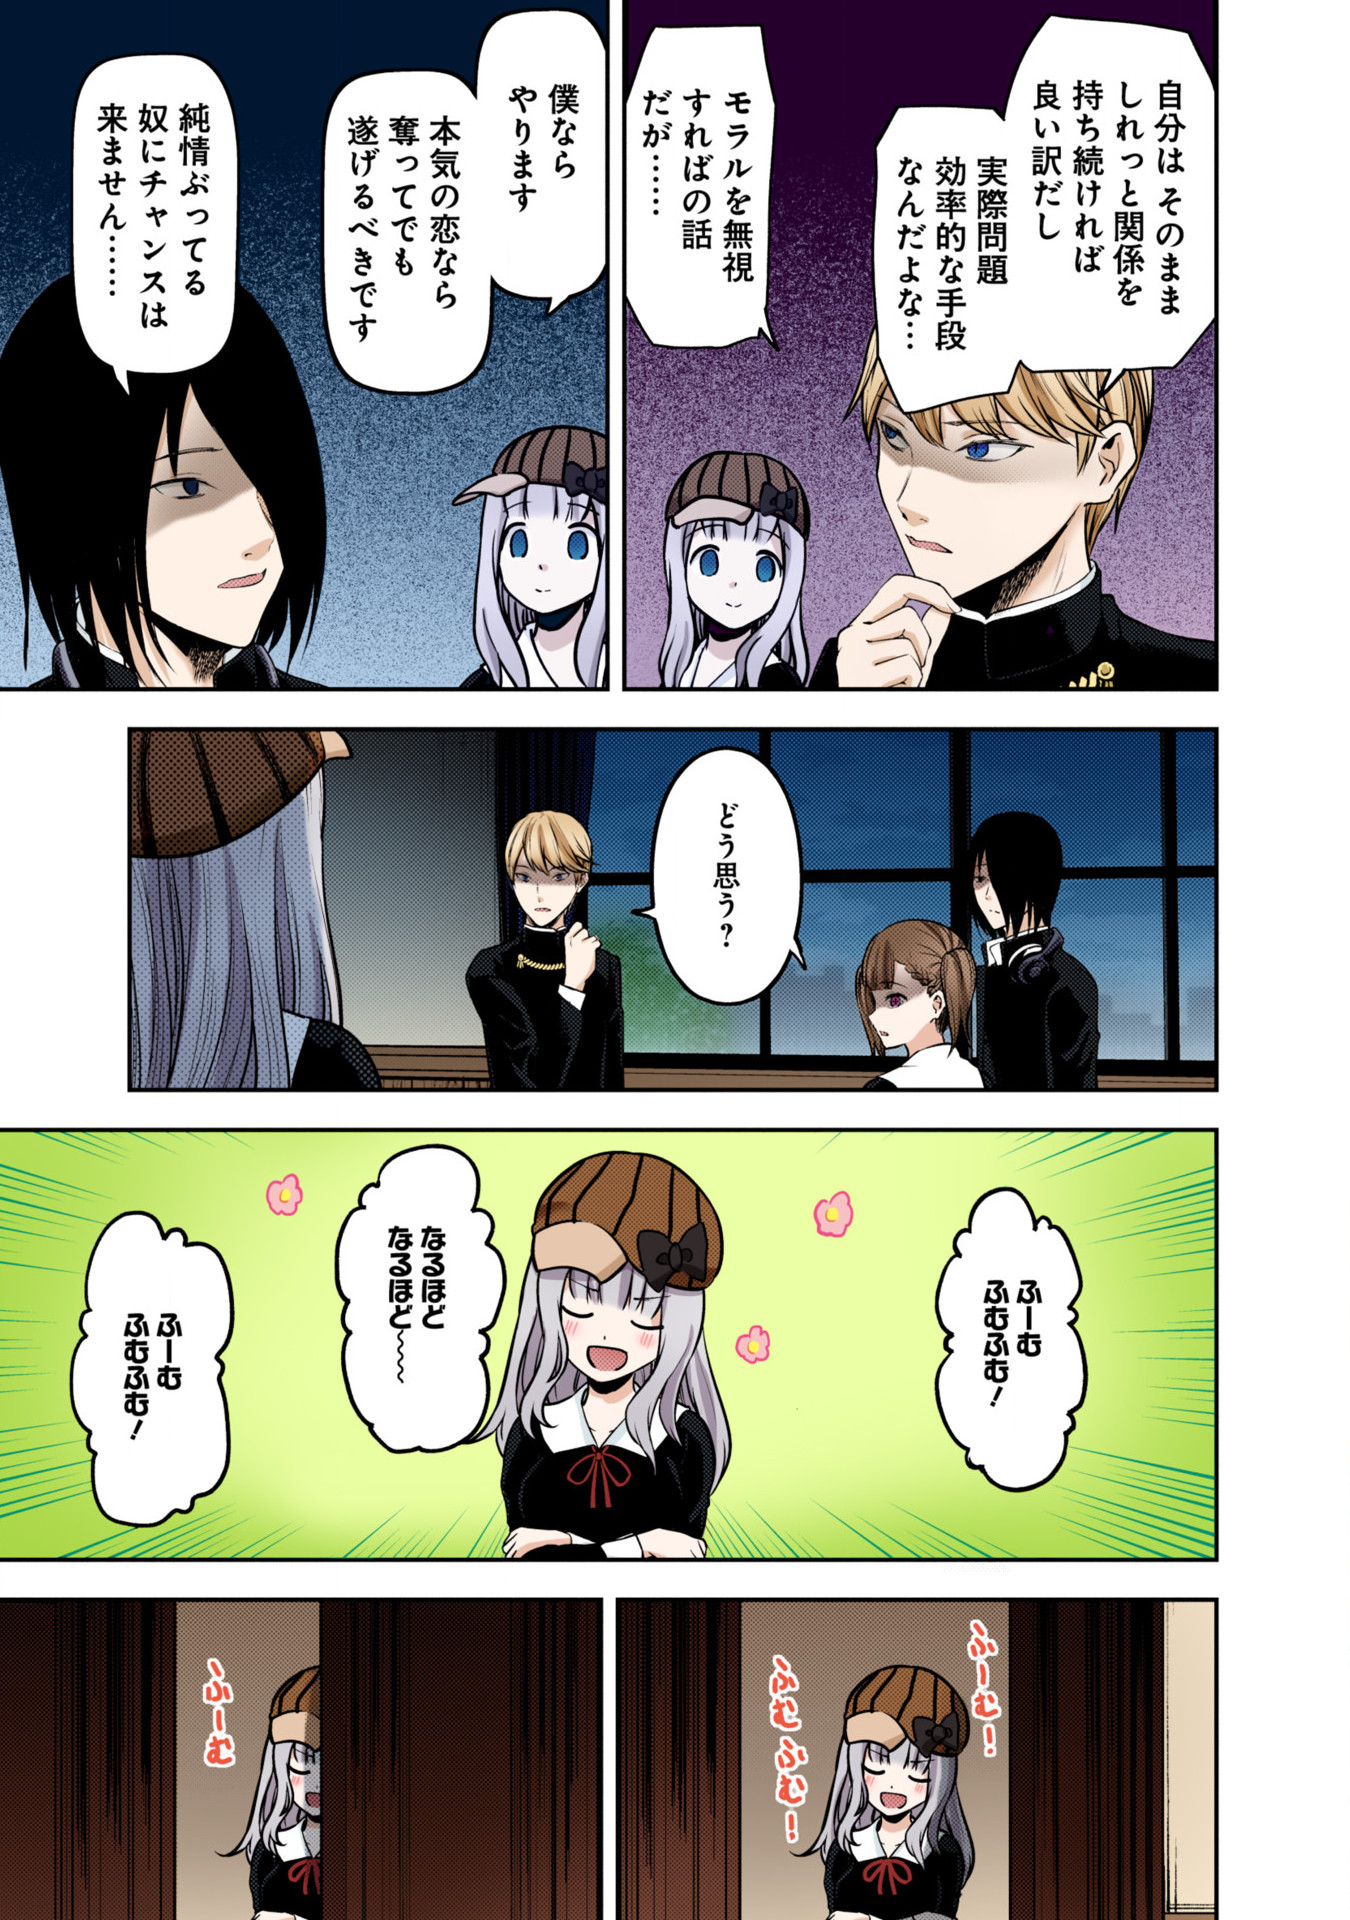 自分は そのまま
しれっと関係を
持ち続ければ
良い訳だし
実際問題
効率的な手段
なんだよな…
モラルを無視
すればの話
だが……
僕なら
やります
本気の恋なら
奪ってでも
遂げるべきです
純情ぶってる
奴にチャンスは
来ません……
どう思う？
ふーむ
ふむふむ！
なるほど
なるほど～～～
ふーむ
ふむふむ！
ふーむ！
ふむふむ！
ふーむ